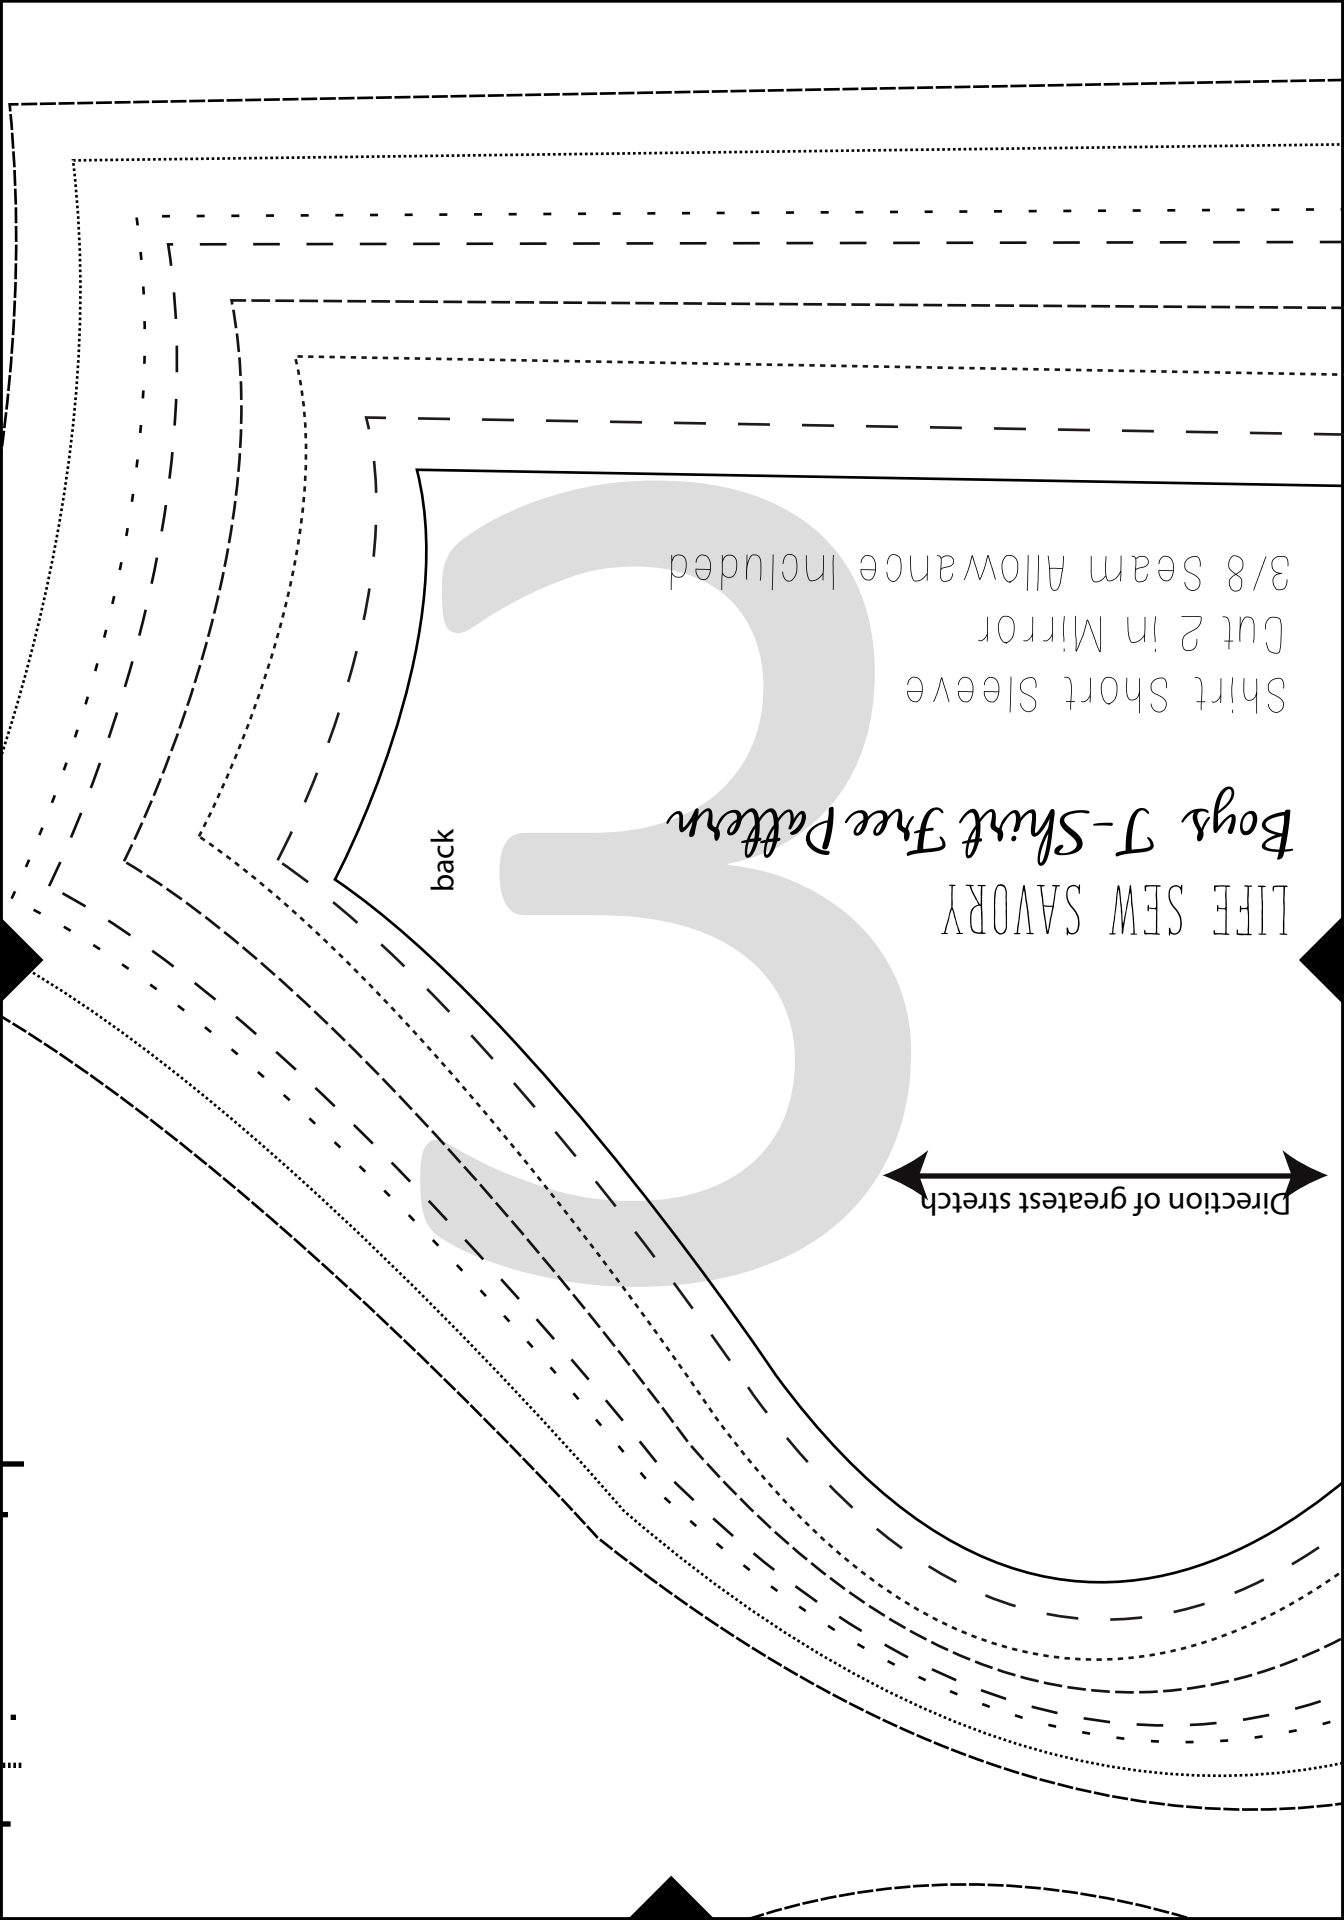 LIFE SEW SAVORY
Boys T-Shirt Free Pattern
Shirt Short Sleeve
Cut 2 in Mirror
3/8 Seam Allowance Included
back
Direction of greatest stretch
3